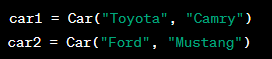 car1 = Car("Toyota", "Camry")
car2 = Car("Ford", "Mustang")